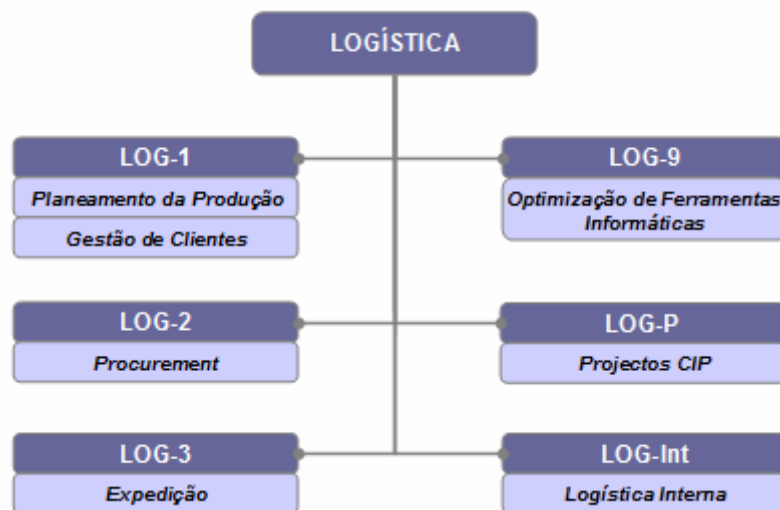 LOGÍSTICA
LOG-1
Planeamento da Produção
Gestão de Clientes
LOG-9
Optimização de Ferramentas
Informáticas
LOG-2
Procurement
LOG-P
Projectos CIP
LOG-3
Expedição
LOG-Int
Logística Interna